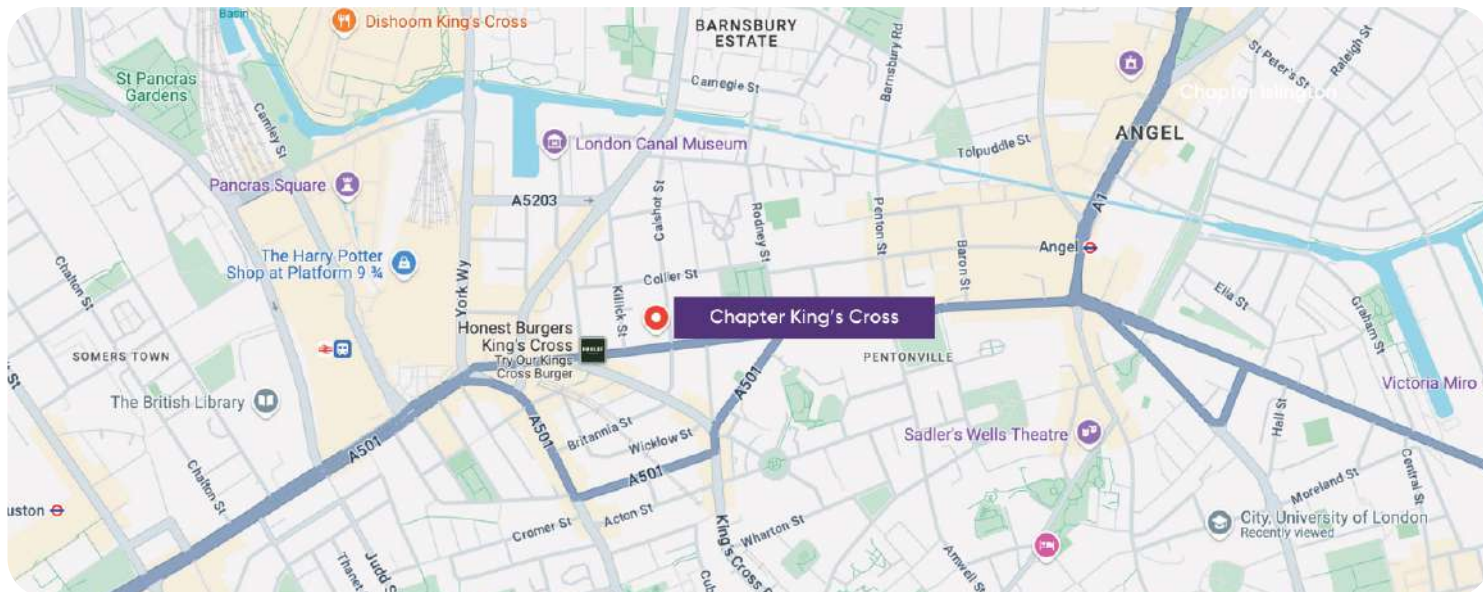 Basin
Dishoom King's Cross
BARNSBURY
ESTATE
Barnsbury Rd
St Peter's St
Raleigh St
St Pancras
Gardens
Camley St
Carnegie St
Chapter Islington
ANGEL
London Canal Museum
Tolpuddle St
Pancras Square
A5203
Calshot St
Rodney St
Penton St
A1
The Harry Potter
Shop at Platform 9 ¾
Chalton St
York Wy
Collier St
Killick St
Baron St
Angel
Elia St
Graham St
Chapter King's Cross
Honest Burgers
King's Cross
Try Our Kings
Cross Burger
SOMERS TOWN
PENTONVILLE
A501
Victoria Miro
The British Library
Britannia St
Wicklow St
A501
A501
A501
Sadler's Wells Theatre
Hall St
Chalton St
Moreland St
Central St
uston
Cromer St
Acton St
Wharton St
King's Cross
City, University of London
Recently viewed
Judd S
Thanet
Amwell St